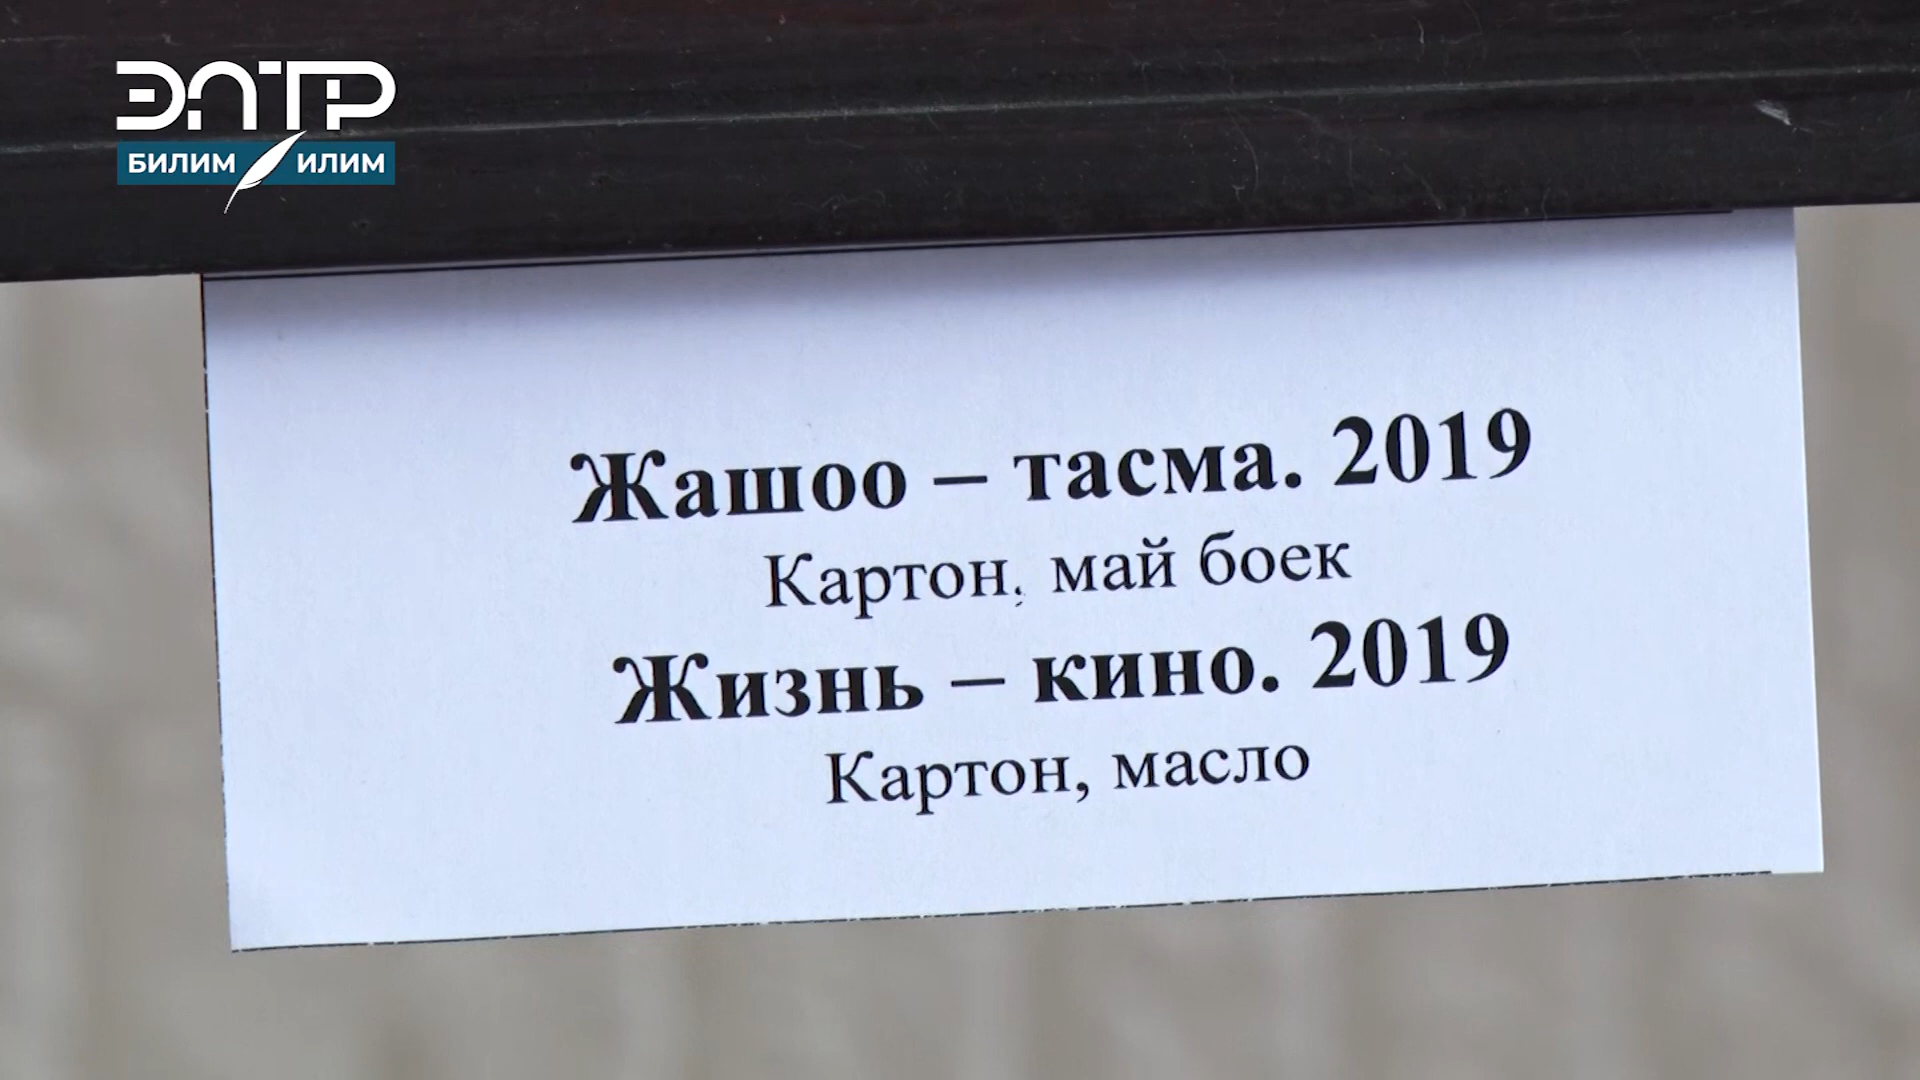 ЭЛТР
БИЛИМ ИЛИМ
Жашоо – тасма. 2019
Картон, май боек
Жизнь – кино. 2019
Картон, масло